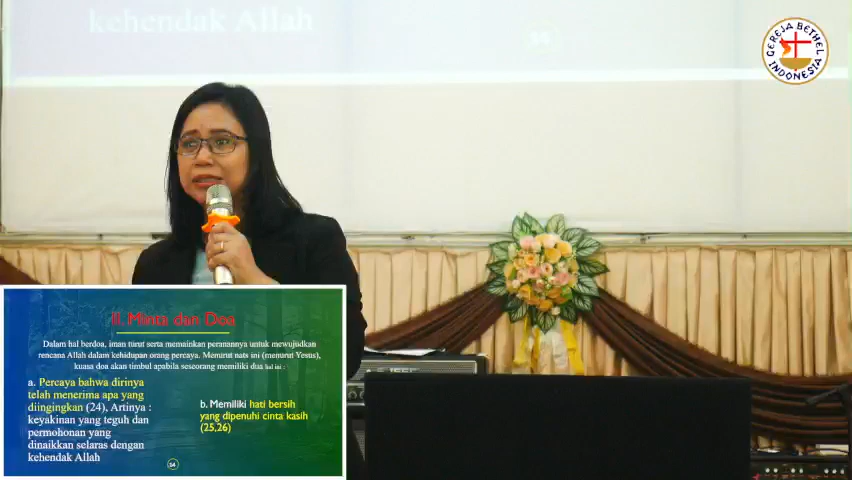 kehendak Allah
54
GEREJA BETHEL
INDONESIA
II. Minta dan Doa
Dalam hal berdoa, iman turut serta memainkan peranannya untuk mewujudkan
rencana Allah dalam kehidupan orang percaya. Menurut nats ini (menurut Yesus),
kuasa doa akan timbul apabila seseorang memiliki dua hal ini :
a. Percaya bahwa dirinya
telah menerima apa yang
diingingkan (24), Artinya :
keyakinan yang teguh dan
permohonan yang
dinaikkan selaras dengan
kehendak Allah
b. Memiliki hati bersih
yang dipenuhi cinta kasih
(25,26)
54